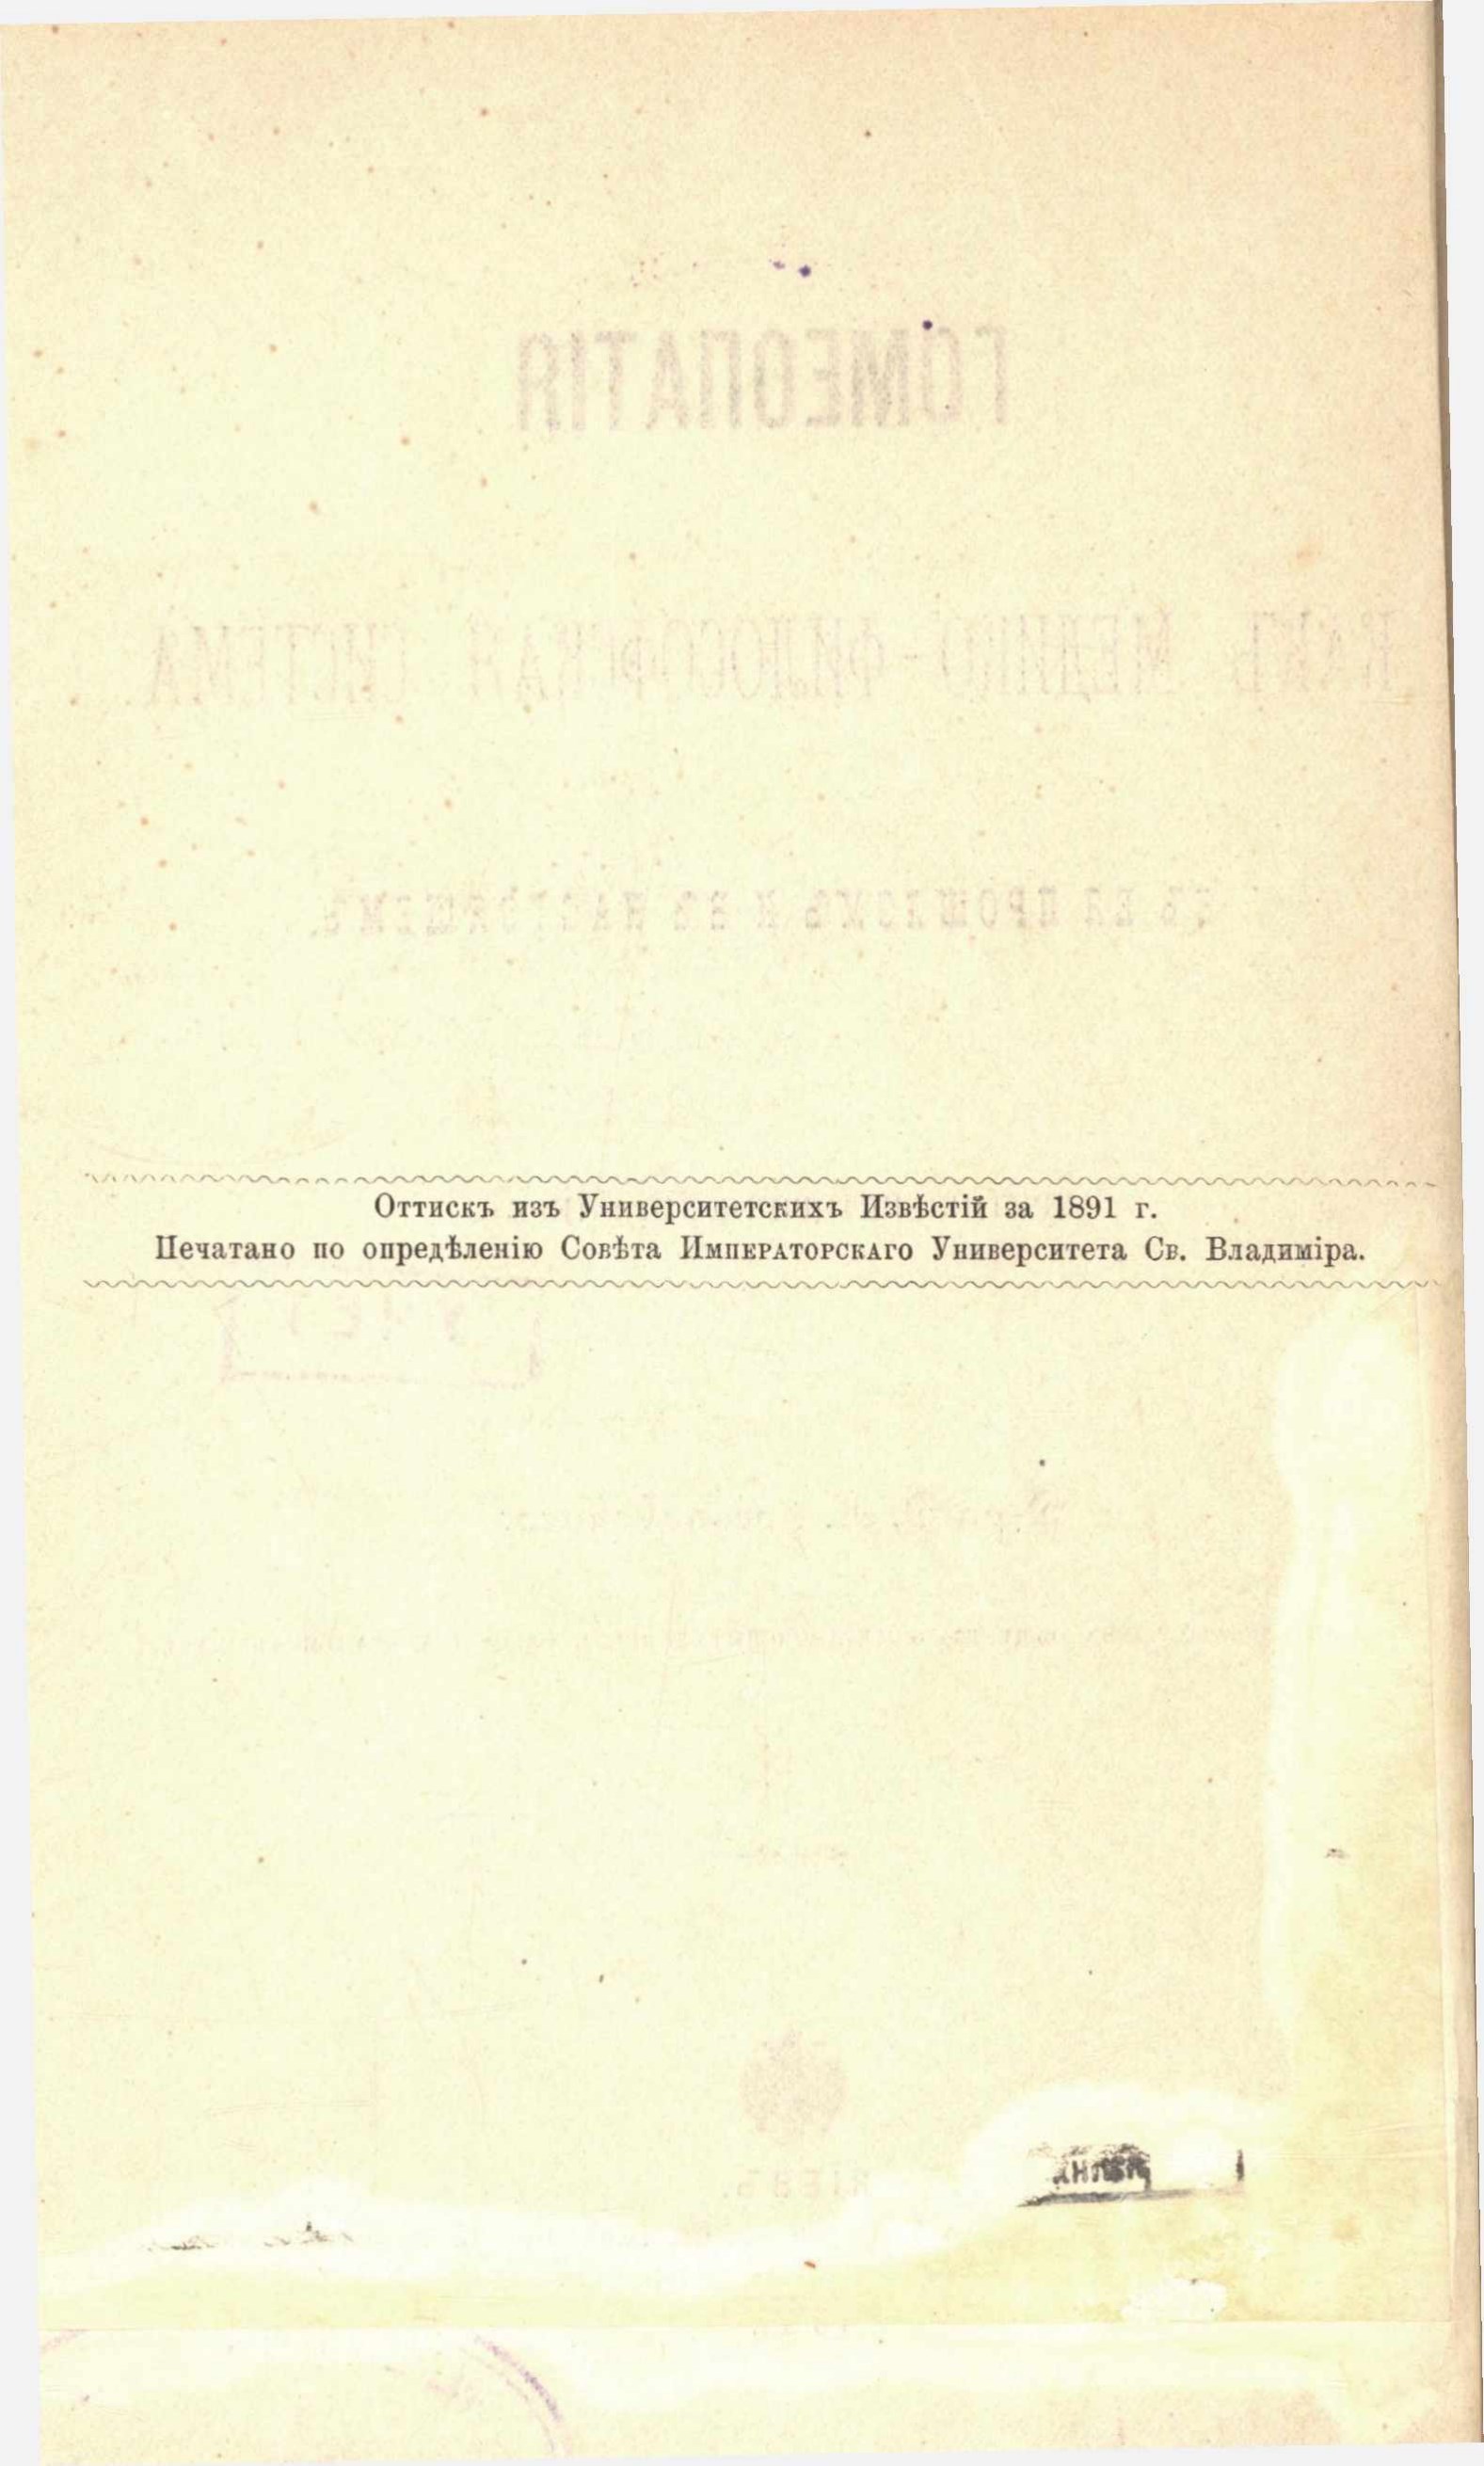 Оттискъ изъ Университетскихъ Извѣстій за 1891 г.
Печатано по опредѣленію Совѣта Императорскаго Университета Св. Владиміра.